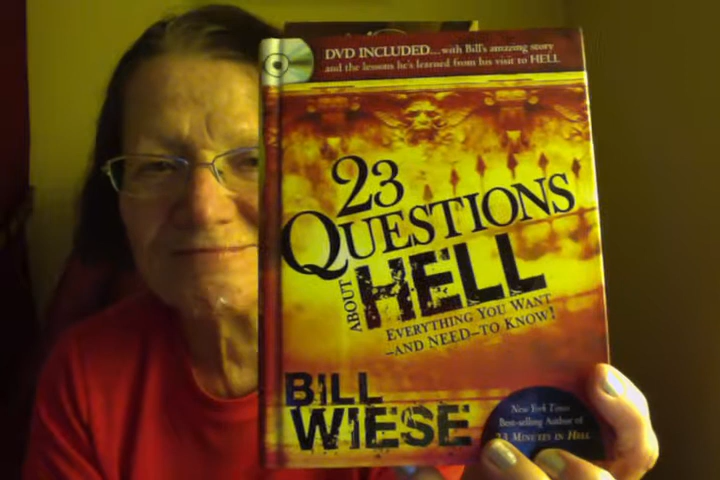 DVD INCLUDED....with Bill's amazing story
and the lessons he's learned from his visit to HELL
23
QUESTIONS
ABOUT
HELL
EVERYTHING YOU WANT
–AND NEED–TO KNOW!
BILL
WIESE
New York Times
Best-selling Author of
23 MINUTES IN HELL